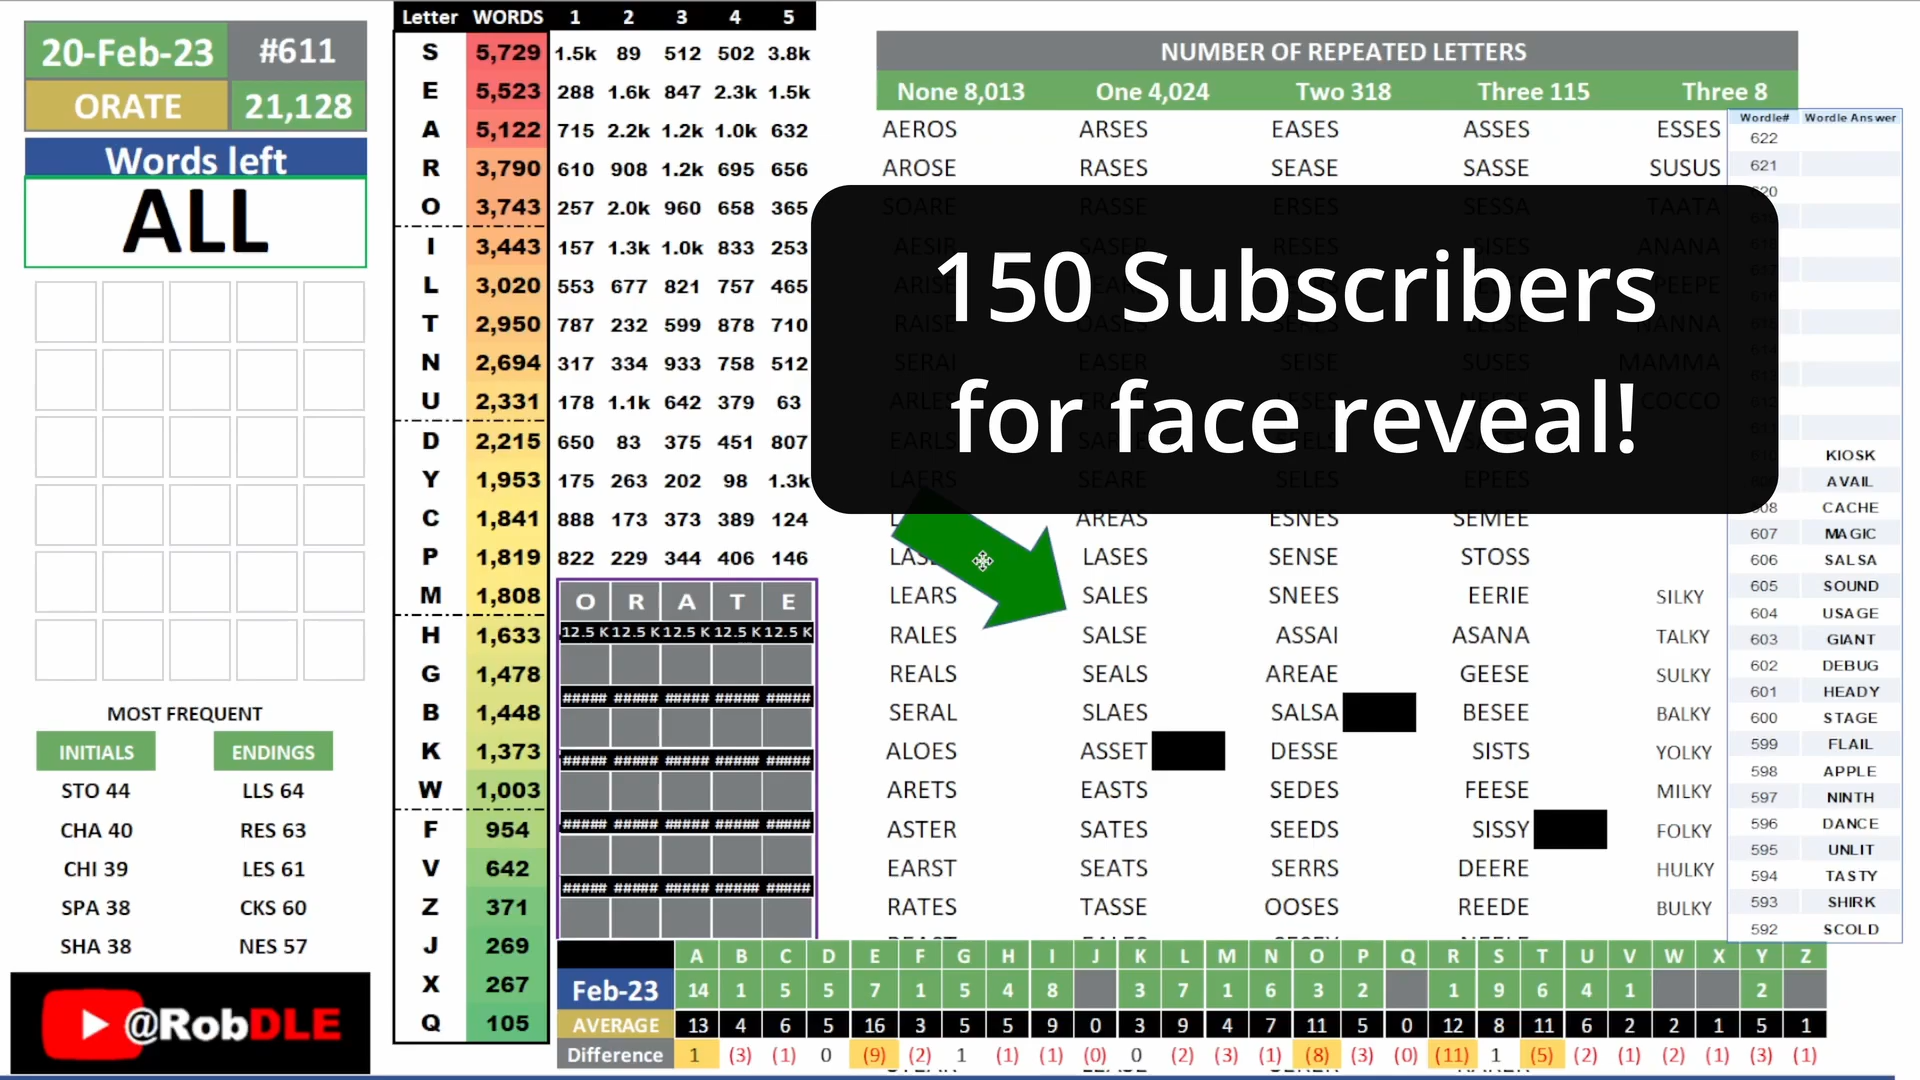 20-Feb-23 #611
ORATE 21,128
Words left
ALL
MOST FREQUENT
INITIALS ENDINGS
STO 44 LLS 64
CHA 40 RES 63
CHI 39 LES 61
SPA 38 CKS 60
SHA 38 NES 57
@RobDLE
Letter WORDS 1 2 3 4 5
S 5,729 1.5k 89 512 502 3.8k
E 5,523 288 1.6k 847 2.3k 1.5k
A 5,122 715 2.2k 1.2k 1.0k 632
R 3,790 610 908 1.2k 695 656
O 3,743 257 2.0k 960 658 365
I 3,443 157 1.3k 1.0k 833 253
L 3,020 553 677 821 757 465
T 2,950 787 232 599 878 710
N 2,694 317 334 933 758 512
U 2,331 178 1.1k 642 379 63
D 2,215 650 83 375 451 807
Y 1,953 175 263 202 98 1.3k
C 1,841 888 173 373 389 124
P 1,819 822 229 344 406 146
M 1,808
H 1,633
G 1,478
B 1,448
K 1,373
W 1,003
F 954
V 642
Z 371
J 269
X 267
Q 105
O R A T E
12.5 K 12.5 K 12.5 K 12.5 K 12.5 K
##### ##### ##### ##### #####
##### ##### ##### ##### #####
##### ##### ##### ##### #####
##### ##### ##### ##### #####
NUMBER OF REPEATED LETTERS
None 8,013 One 4,024 Two 318 Three 115 Three 8
AEROS ARSES EASES ASSES ESSES
AROSE RASES SEASE SASSE SUSUS
SOARE RASSE ERSES SESSA TAATA
150 Subscribers
for face reveal!
AREAS ESNES SEMEE
LASES SENSE STOSS
LEARS SALES SNEES EERIE SILKY
RALES SALSE ASSAI ASANA TALKY
REALS SEALS AREAE GEESE SULKY
SERAL SLAES SALSA BESEE BALKY
ALOES ASSET DESSE SISTS YOLKY
ARETS EASTS SEDES FEESE MILKY
ASTER SATES SEEDS SISSY FOLKY
EARST SEATS SERRS DEERE HULKY
RATES TASSE OOSES REEDE BULKY
Wordle# Wordle Answer
622
621
KIOSK
AVAIL
CACHE
607 MAGIC
606 SALSA
605 SOUND
604 USAGE
603 GIANT
602 DEBUG
601 HEADY
600 STAGE
599 FLAIL
598 APPLE
597 NINTH
596 DANCE
595 UNLIT
594 TASTY
593 SHIRK
592 SCOLD
A B C D E F G H I J K L M N O P Q R S T U V W X Y Z
Feb-23 14 1 5 5 7 1 5 4 8 3 7 1 6 3 2 1 9 6 4 1 2
AVERAGE 13 4 6 5 16 3 5 5 9 0 3 9 4 7 11 5 0 12 8 11 6 2 2 1 5 1
Difference 1 (3) (1) 0 (9) (2) 1 (1) (1) (0) 0 (2) (3) (1) (8) (3) (0) (11) 1 (5) (2) (1) (2) (1) (3) (1)